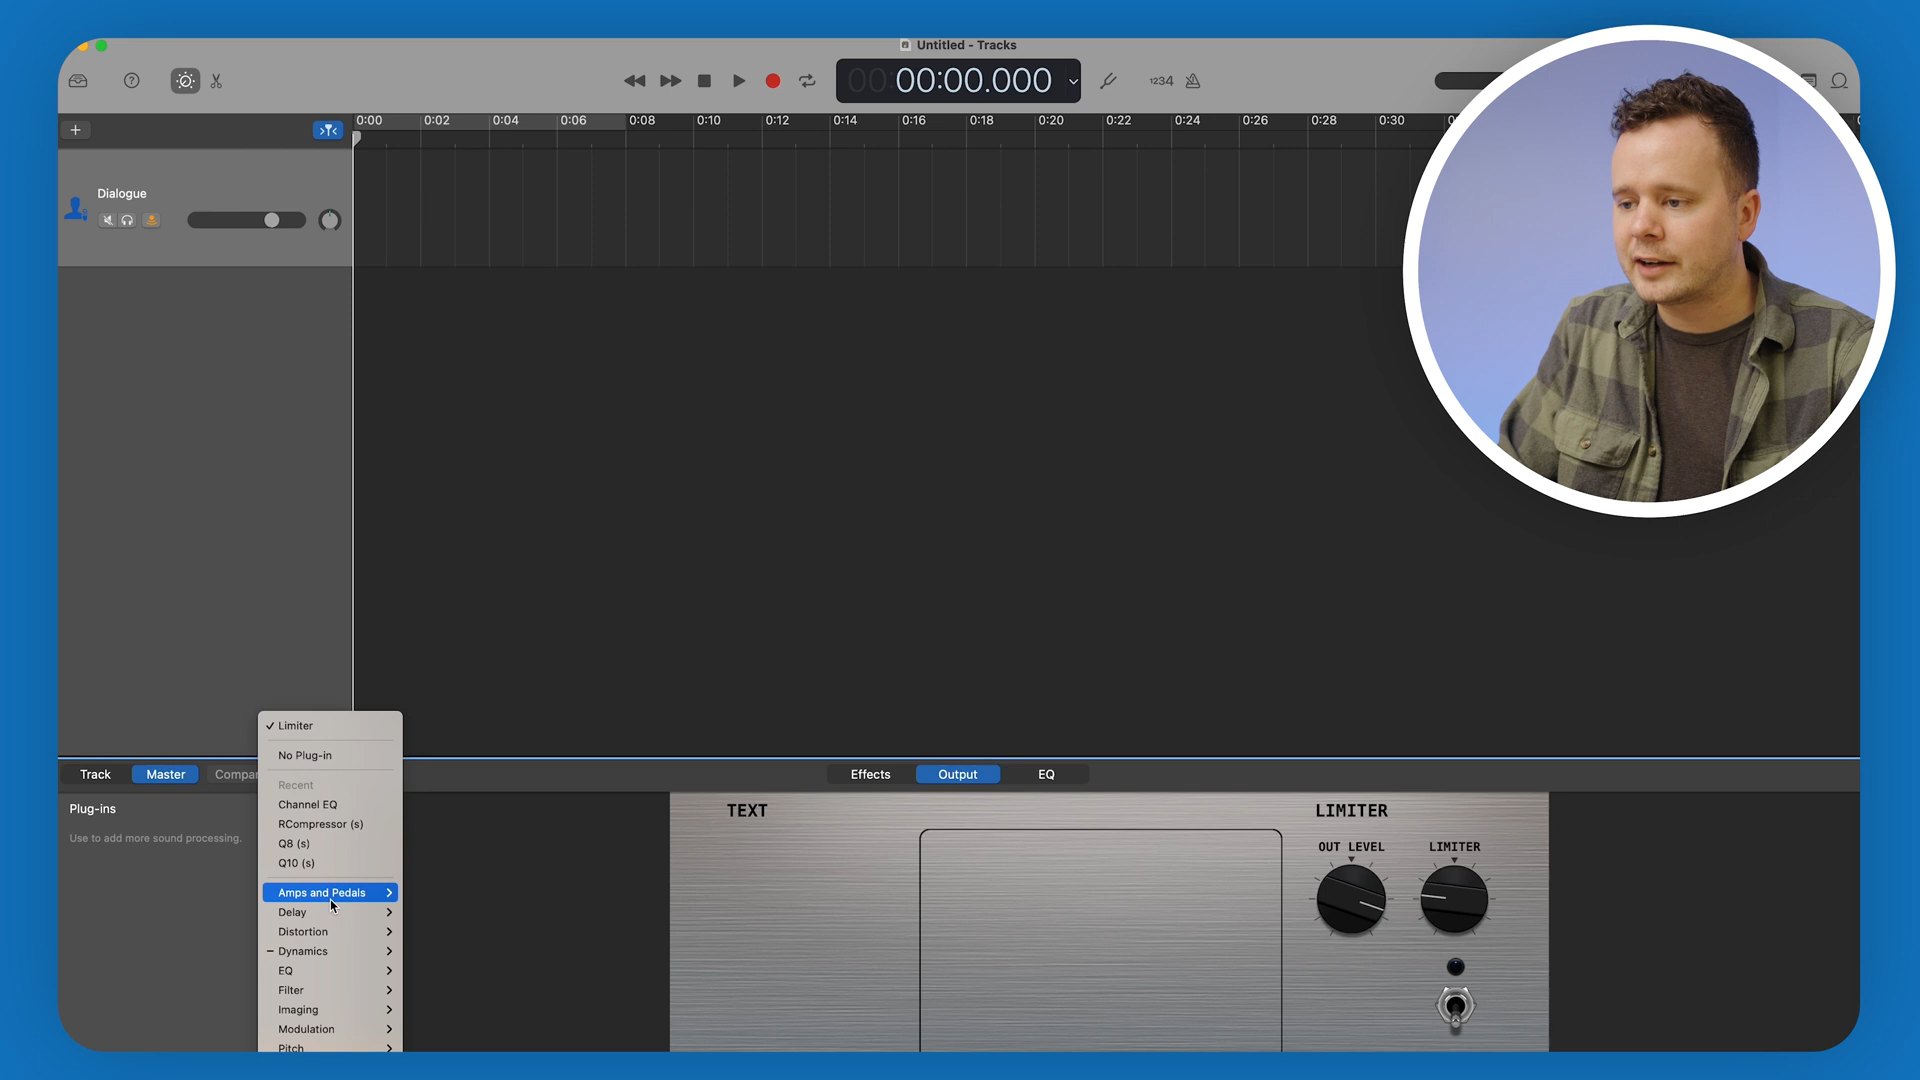 Untitled - Tracks
00:00:00.000
1234
0:00 0:02 0:04 0:06 0:08 0:10 0:12 0:14 0:16 0:18 0:20 0:22 0:24 0:26 0:28 0:30
Dialogue
Limiter
No Plug-in
Recent
Channel EQ
RCompressor (s)
Q8 (s)
Q10 (s)
Amps and Pedals
Delay
Distortion
Dynamics
EQ
Filter
Imaging
Modulation
Pitch
Track Master Compar
Effects Output EQ
Plug-ins
Use to add more sound processing.
TEXT
LIMITER
OUT LEVEL LIMITER